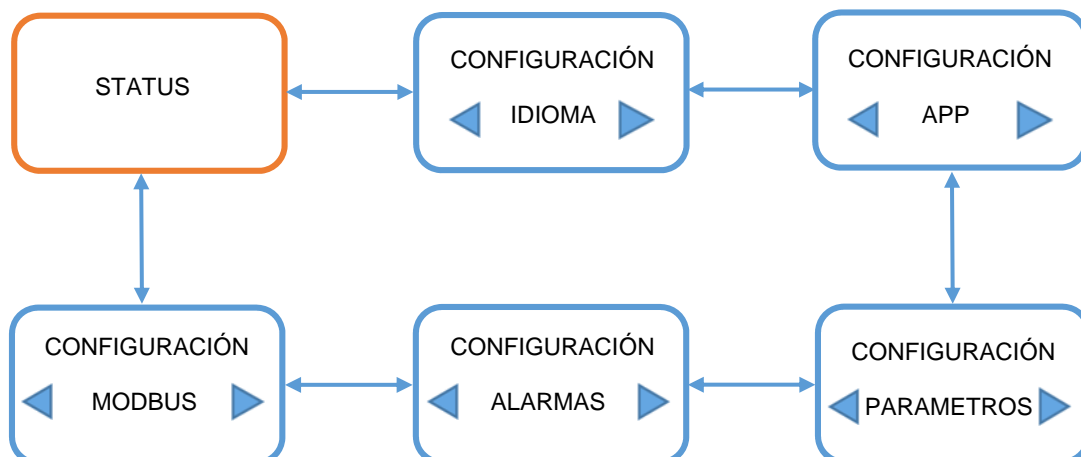 STATUS
CONFIGURACIÓN
IDIOMA
CONFIGURACIÓN
APP
CONFIGURACIÓN
MODBUS
CONFIGURACIÓN
ALARMAS
CONFIGURACIÓN
PARAMETROS